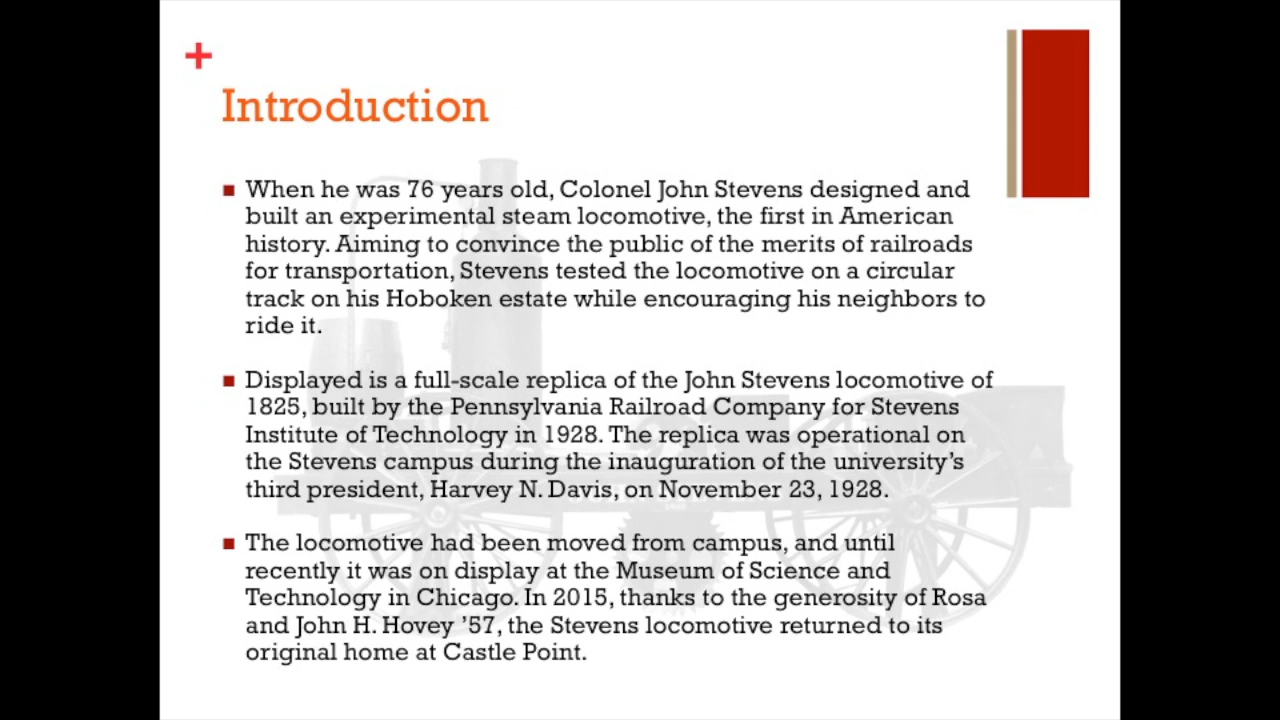 +
Introduction
When he was 76 years old, Colonel John Stevens designed and
built an experimental steam locomotive, the first in American
history. Aiming to convince the public of the merits of railroads
for transportation, Stevens tested the locomotive on a circular
track on his Hoboken estate while encouraging his neighbors to
ride it.
Displayed is a full-scale replica of the John Stevens locomotive of
1825, built by the Pennsylvania Railroad Company for Stevens
Institute of Technology in 1928. The replica was operational on
the Stevens campus during the inauguration of the university’s
third president, Harvey N. Davis, on November 23, 1928.
The locomotive had been moved from campus, and until
recently it was on display at the Museum of Science and
Technology in Chicago. In 2015, thanks to the generosity of Rosa
and John H. Hovey ’57, the Stevens locomotive returned to its
original home at Castle Point.